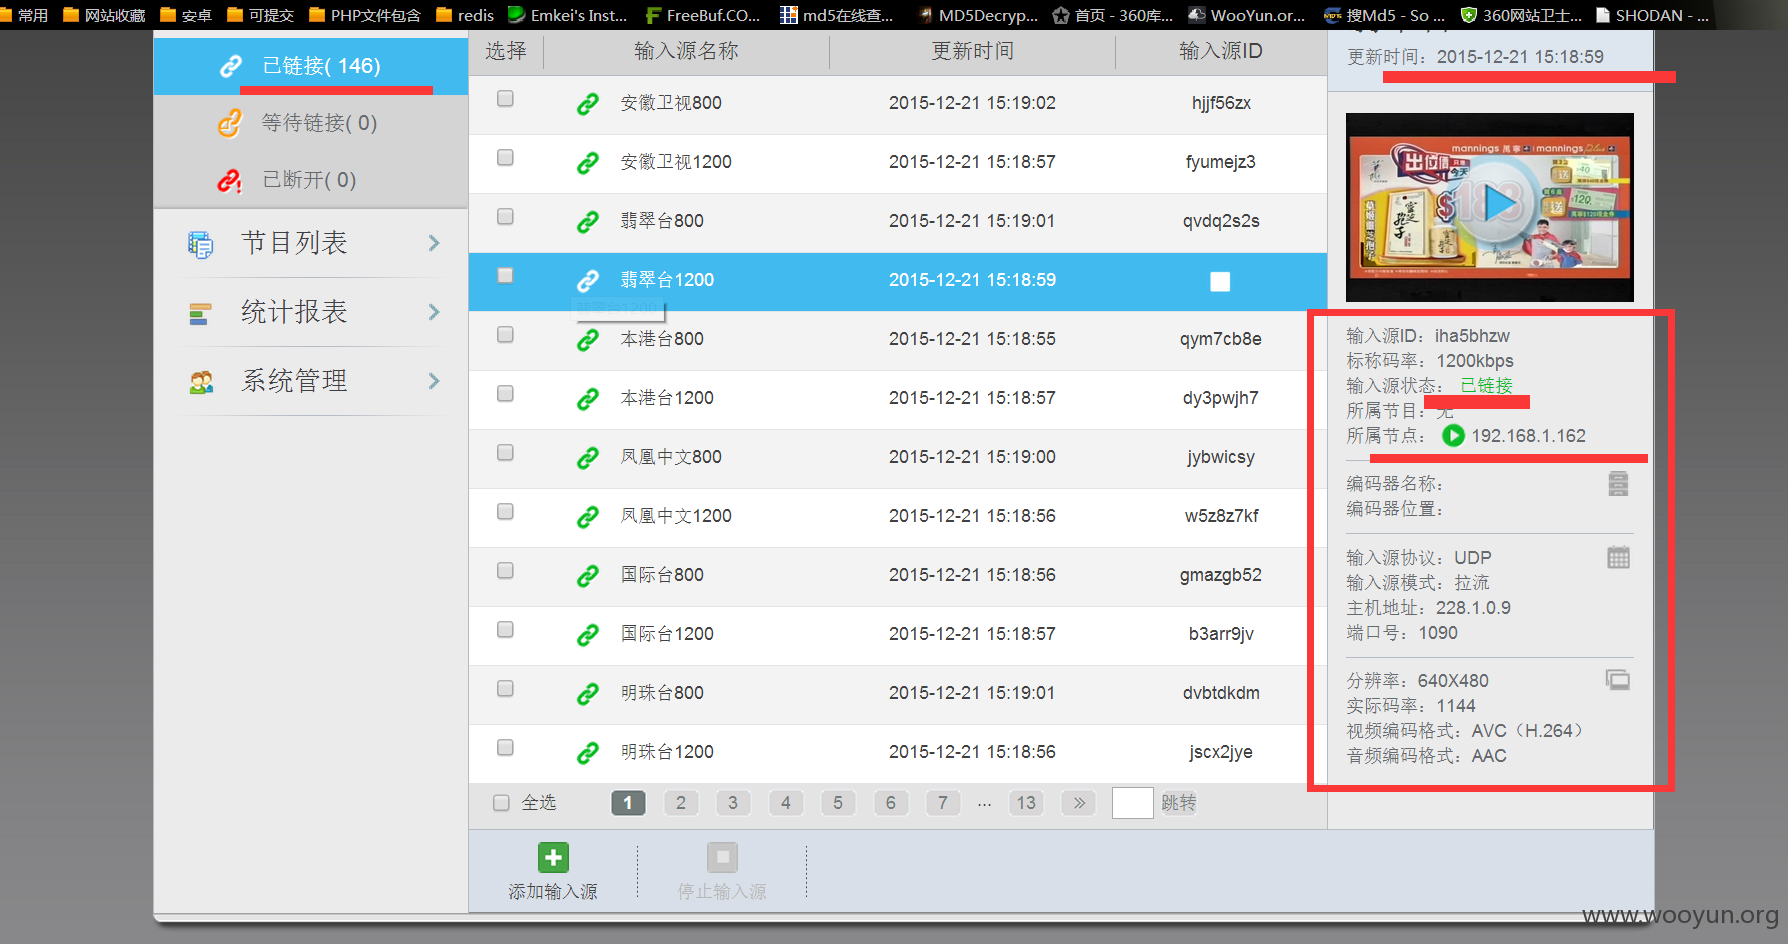 常用 网站收藏 安卓 可提交 PHP文件包含 redis Emkei's Inst... FreeBuf.CO... md5在线查... MD5Decryp... 首页 - 360库... WooYun.or... 搜Md5 - So ... 360网站卫士... SHODAN - ...
已链接( 146)
等待链接( 0)
已断开( 0)
节目列表
统计报表
系统管理
选择 输入源名称 更新时间 输入源ID
安徽卫视800 2015-12-21 15:19:02 hjjf56zx
安徽卫视1200 2015-12-21 15:18:57 fyumejz3
翡翠台800 2015-12-21 15:19:01 qvdq2s2s
翡翠台1200 2015-12-21 15:18:59
本港台800 2015-12-21 15:18:55 qym7cb8e
本港台1200 2015-12-21 15:18:57 dy3pwjh7
凤凰中文800 2015-12-21 15:19:00 jybwicsy
凤凰中文1200 2015-12-21 15:18:56 w5z8z7kf
国际台800 2015-12-21 15:18:56 gmazgb52
国际台1200 2015-12-21 15:18:57 b3arr9jv
明珠台800 2015-12-21 15:19:01 dvbtdkdm
明珠台1200 2015-12-21 15:18:56 jscx2jye
全选 1 2 3 4 5 6 7 ... 13 » 跳转
添加输入源 停止输入源
更新时间：2015-12-21 15:18:59
mannings 萬寧 mannings plus
出位價 今天
$188
送 $40
送 $120
输入源ID：iha5bhzw
标称码率：1200kbps
输入源状态： 已链接
所属节目：无
所属节点： 192.168.1.162
编码器名称：
编码器位置：
输入源协议：UDP
输入源模式：拉流
主机地址：228.1.0.9
端口号：1090
分辨率：640X480
实际码率：1144
视频编码格式：AVC（H.264）
音频编码格式：AAC
www.wooyun.org